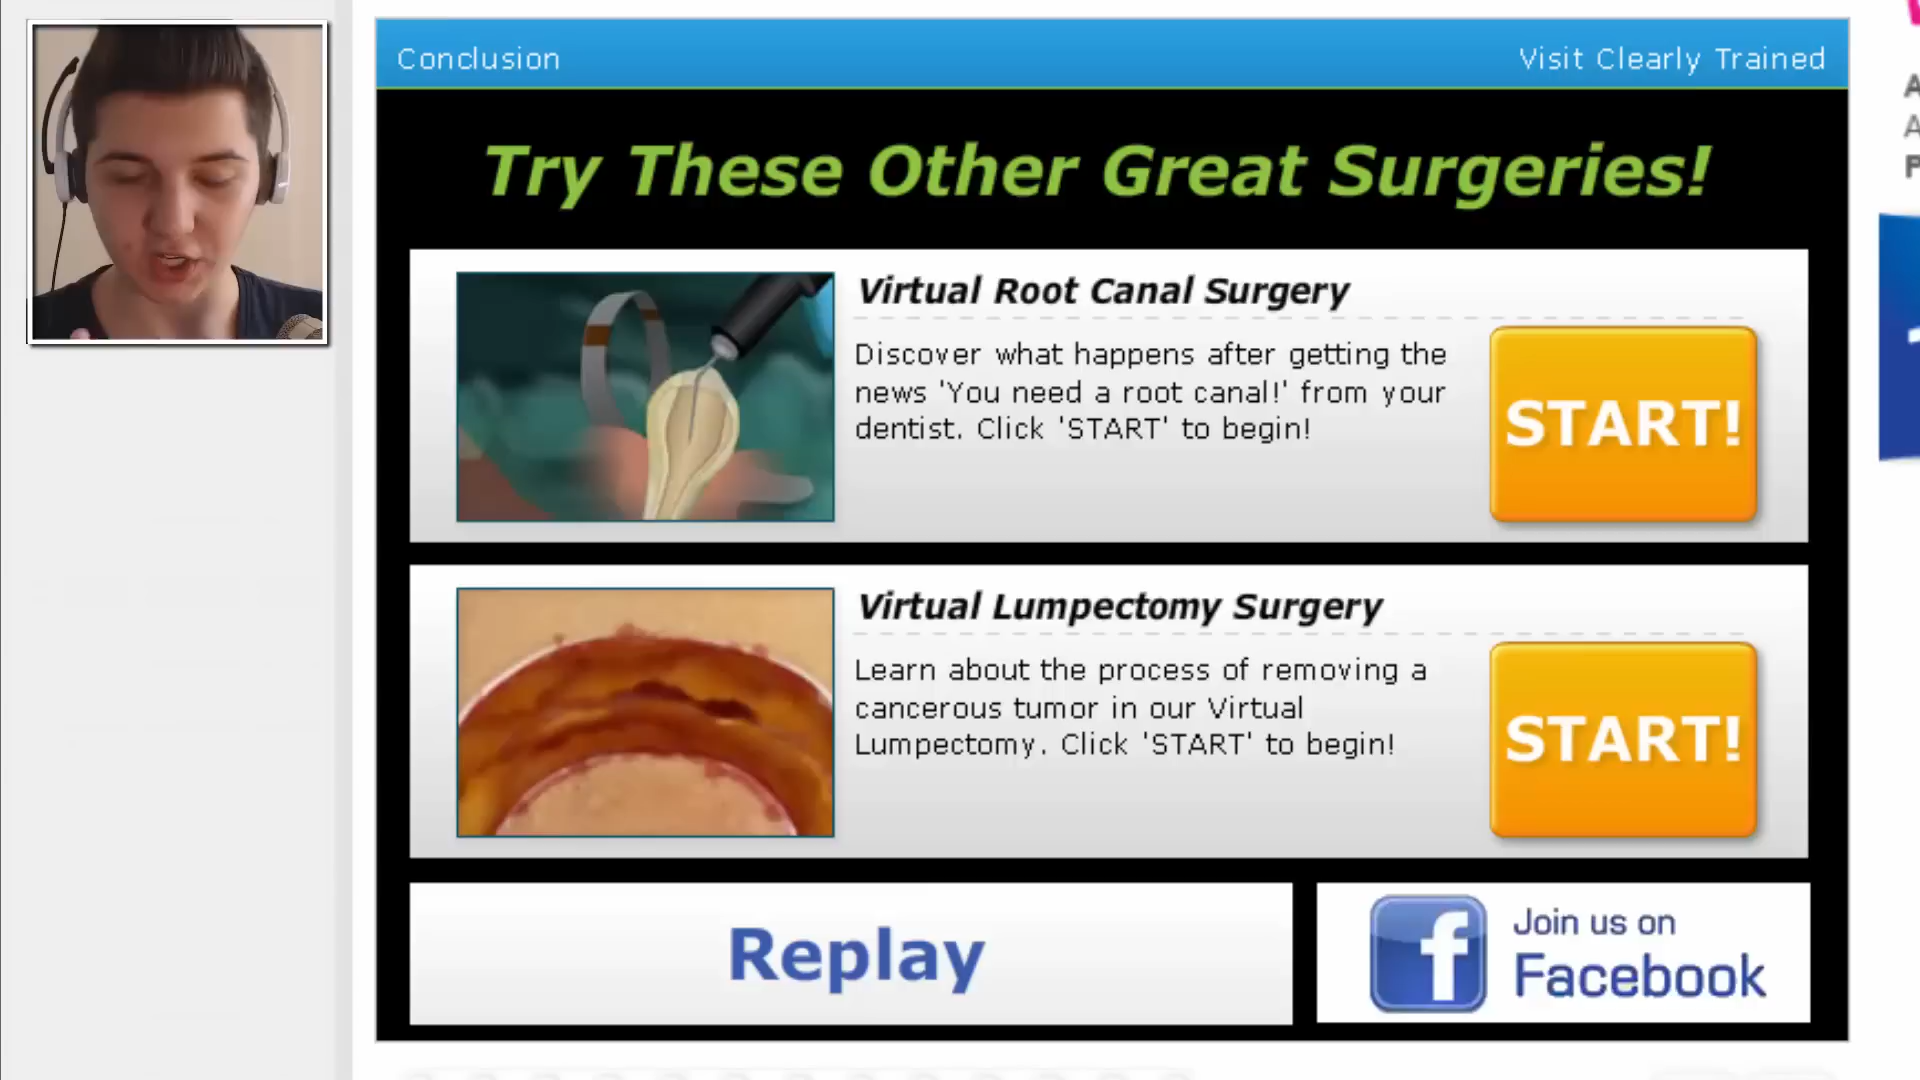 Conclusion
Visit Clearly Trained
Try These Other Great Surgeries!
Virtual Root Canal Surgery
Discover what happens after getting the
news 'You need a root canal!' from your
dentist. Click 'START' to begin!
START!
Virtual Lumpectomy Surgery
Learn about the process of removing a
cancerous tumor in our Virtual
Lumpectomy. Click 'START' to begin!
START!
Replay
f
Join us on
Facebook